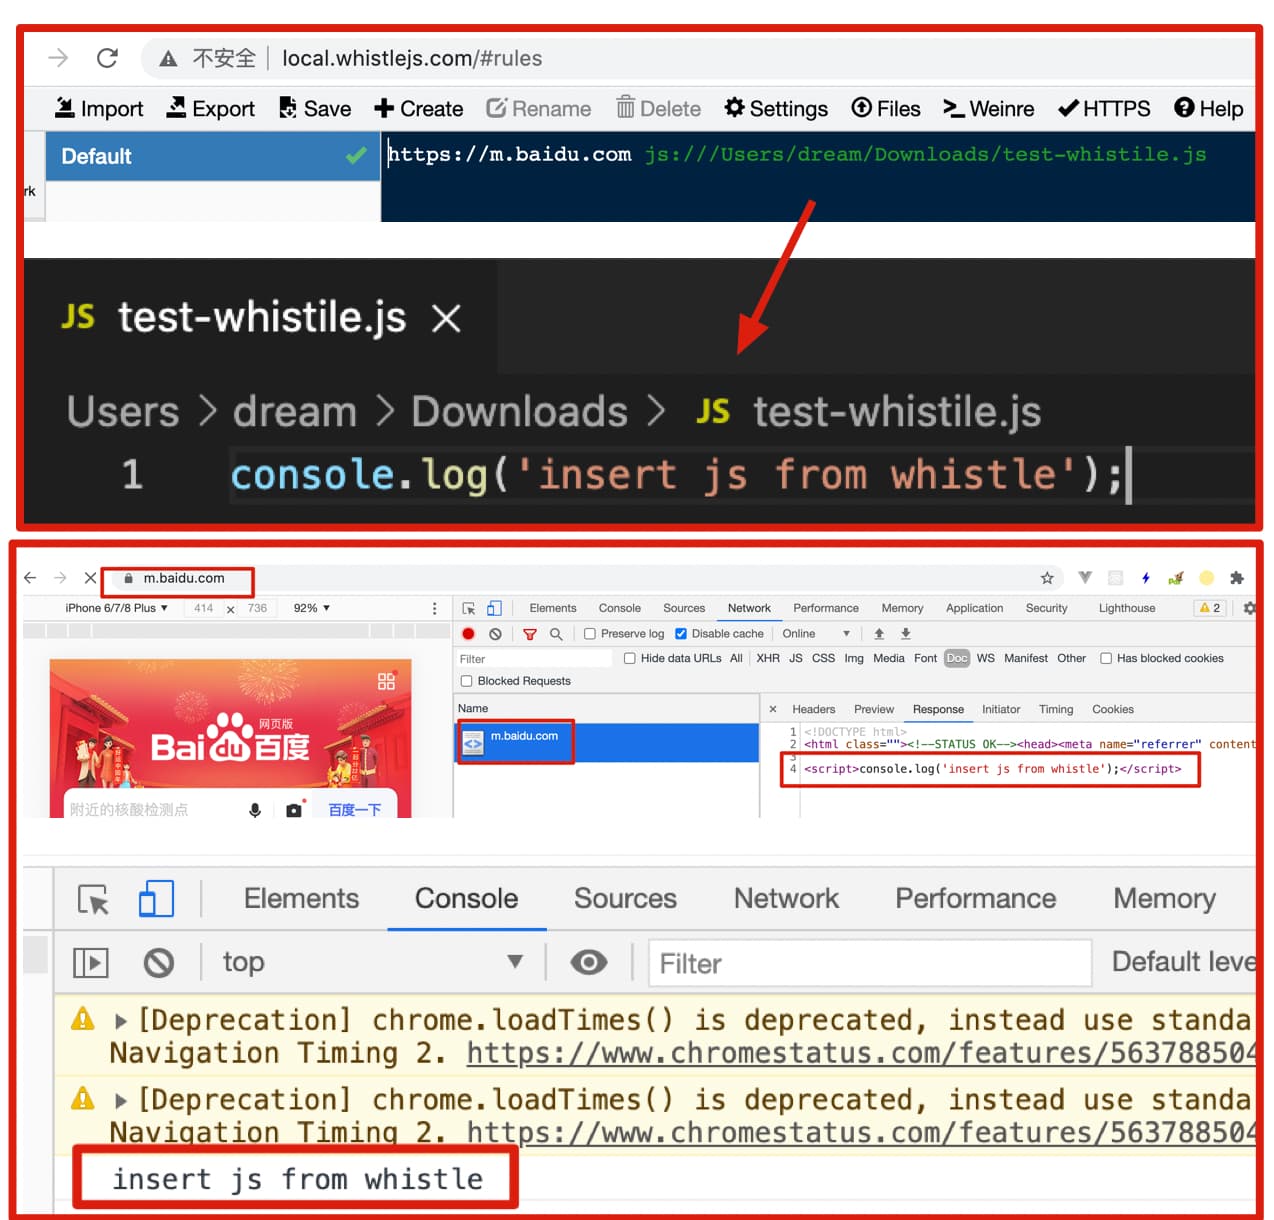 不安全 local.whistlejs.com/#rules
Import Export Save Create Rename Delete Settings Files Weinre HTTPS Help
Default
https://m.baidu.com js:///Users/dream/Downloads/test-whistile.js
rk
JS test-whistile.js
Users > dream > Downloads > JS test-whistile.js
1 console.log('insert js from whistle');
m.baidu.com
iPhone 6/7/8 Plus ▼ 414 x 736 92% ▼
Elements Console Sources Network Performance Memory Application Security Lighthouse 2
Preserve log Disable cache Online
Filter Hide data URLs All XHR JS CSS Img Media Font Doc WS Manifest Other Has blocked cookies
Blocked Requests
Name
m.baidu.com
× Headers Preview Response Initiator Timing Cookies
1 <!DOCTYPE html>
2 <html class=""><!--STATUS OK--><head><meta name="referrer" content
3
4 <script>console.log('insert js from whistle');</script>
网页版
Bai du 百度
附近的核酸检测点 百度一下
Elements Console Sources Network Performance Memory
top Filter Default leve
[Deprecation] chrome.loadTimes() is deprecated, instead use standa
Navigation Timing 2. https://www.chromestatus.com/features/563788504
[Deprecation] chrome.loadTimes() is deprecated, instead use standa
Navigation Timing 2. https://www.chromestatus.com/features/563788504
insert js from whistle